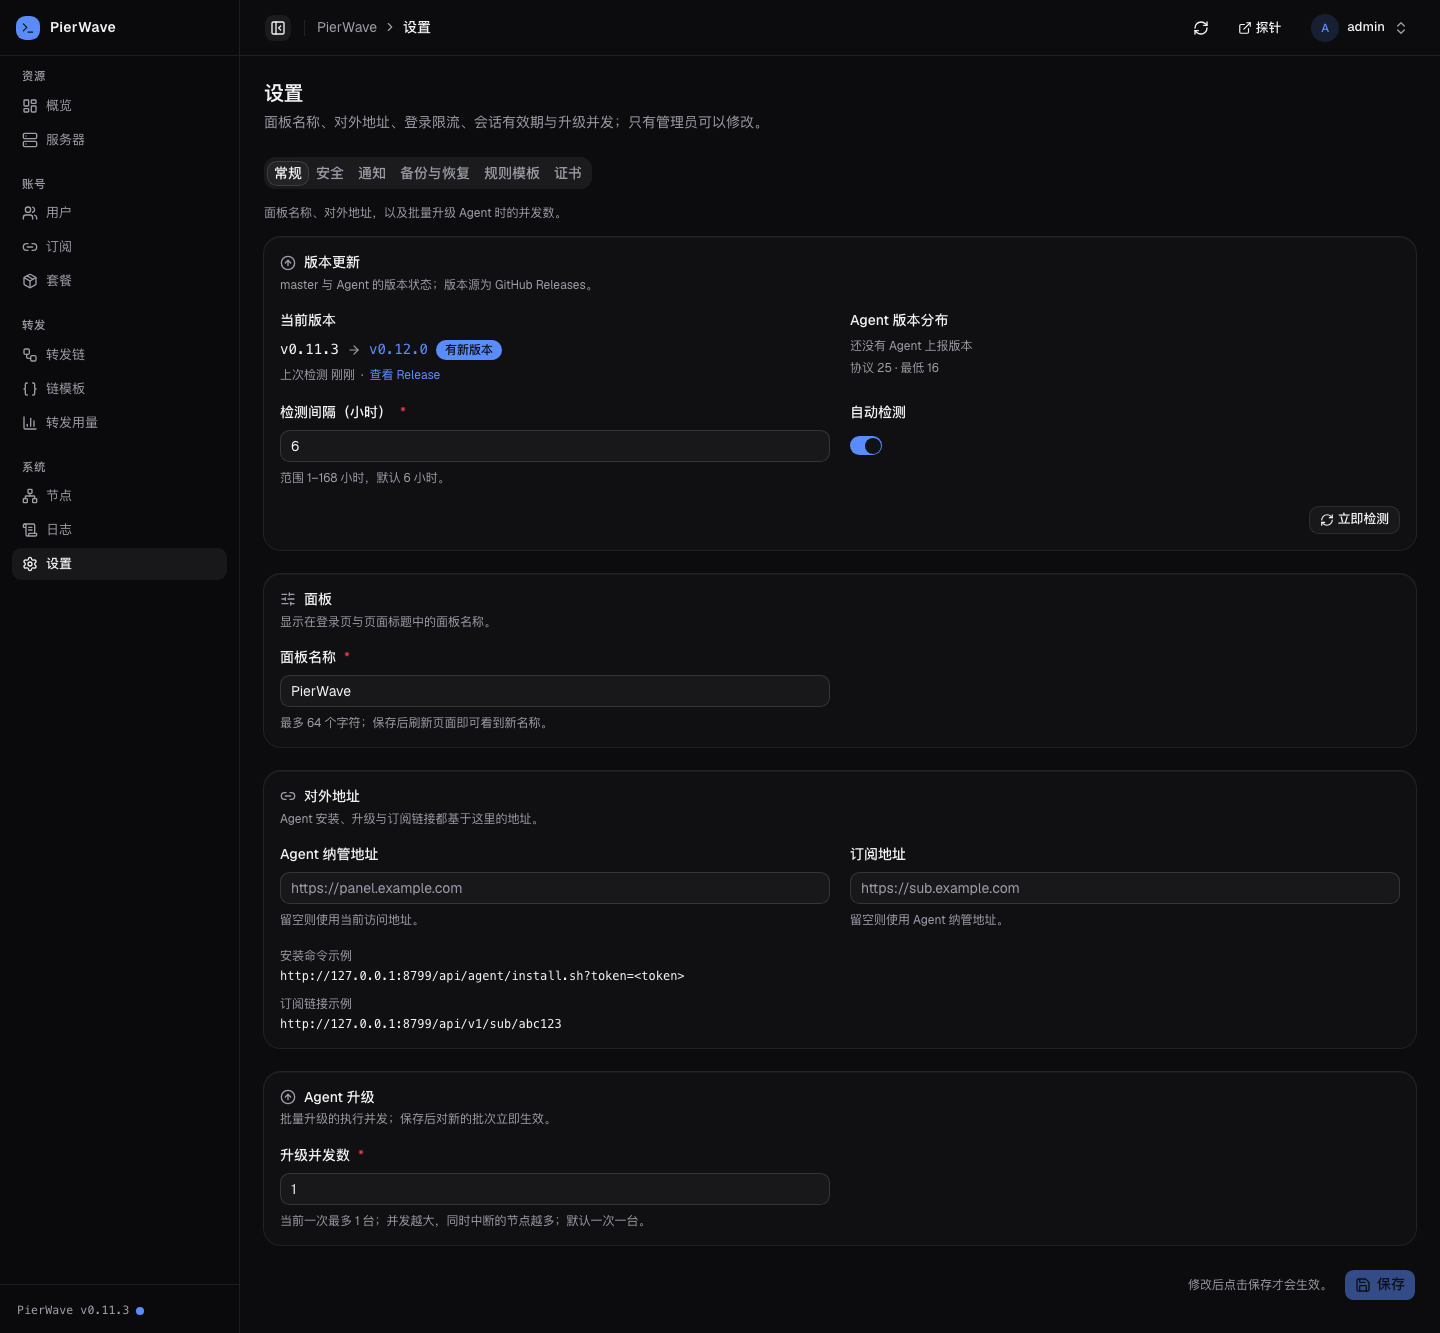 PierWave
PierWave > 设置
探针
A
admin
资源
概览
服务器
账号
用户
订阅
套餐
转发
转发链
链模板
转发用量
系统
节点
日志
设置
PierWave v0.11.3
设置
面板名称、对外地址、登录限流、会话有效期与升级并发；只有管理员可以修改。
常规 安全 通知 备份与恢复 规则模板 证书
面板名称、对外地址，以及批量升级 Agent 时的并发数。
版本更新
master 与 Agent 的版本状态；版本源为 GitHub Releases。
当前版本
v0.11.3 → v0.12.0 有新版本
上次检测 刚刚 · 查看 Release
Agent 版本分布
还没有 Agent 上报版本
协议 25 · 最低 16
检测间隔（小时） *
6
范围 1–168 小时，默认 6 小时。
自动检测
立即检测
面板
显示在登录页与页面标题中的面板名称。
面板名称 *
PierWave
最多 64 个字符；保存后刷新页面即可看到新名称。
对外地址
Agent 安装、升级与订阅链接都基于这里的地址。
Agent 纳管地址
https://panel.example.com
留空则使用当前访问地址。
订阅地址
https://sub.example.com
留空则使用 Agent 纳管地址。
安装命令示例
http://127.0.0.1:8799/api/agent/install.sh?token=<token>
订阅链接示例
http://127.0.0.1:8799/api/v1/sub/abc123
Agent 升级
批量升级的执行并发；保存后对新的批次立即生效。
升级并发数 *
1
当前一次最多 1 台；并发越大，同时中断的节点越多；默认一次一台。
修改后点击保存才会生效。
保存